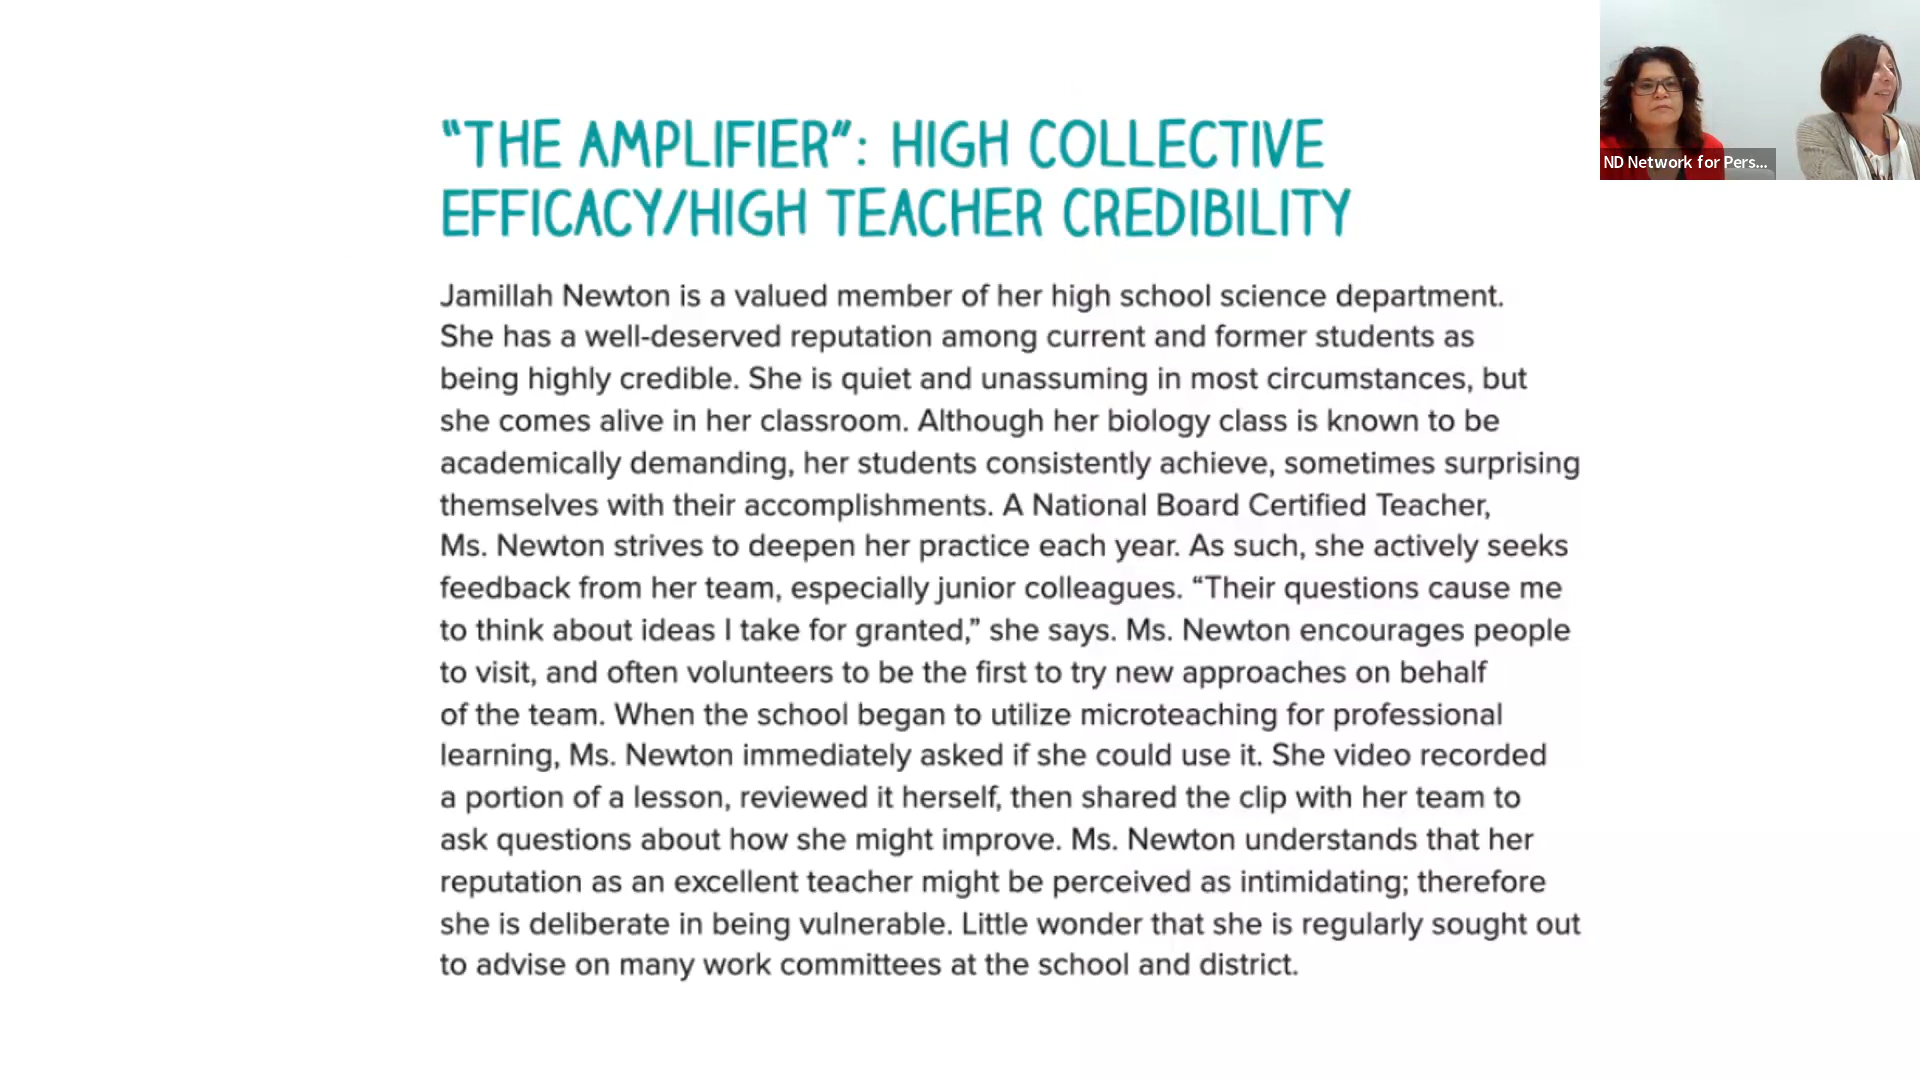 “THE AMPLIFIER”: HIGH COLLECTIVE
EFFICACY/HIGH TEACHER CREDIBILITY
Jamillah Newton is a valued member of her high school science department.
She has a well-deserved reputation among current and former students as
being highly credible. She is quiet and unassuming in most circumstances, but
she comes alive in her classroom. Although her biology class is known to be
academically demanding, her students consistently achieve, sometimes surprising
themselves with their accomplishments. A National Board Certified Teacher,
Ms. Newton strives to deepen her practice each year. As such, she actively seeks
feedback from her team, especially junior colleagues. “Their questions cause me
to think about ideas I take for granted,” she says. Ms. Newton encourages people
to visit, and often volunteers to be the first to try new approaches on behalf
of the team. When the school began to utilize microteaching for professional
learning, Ms. Newton immediately asked if she could use it. She video recorded
a portion of a lesson, reviewed it herself, then shared the clip with her team to
ask questions about how she might improve. Ms. Newton understands that her
reputation as an excellent teacher might be perceived as intimidating; therefore
she is deliberate in being vulnerable. Little wonder that she is regularly sought out
to advise on many work committees at the school and district.
ND Network for Pers...